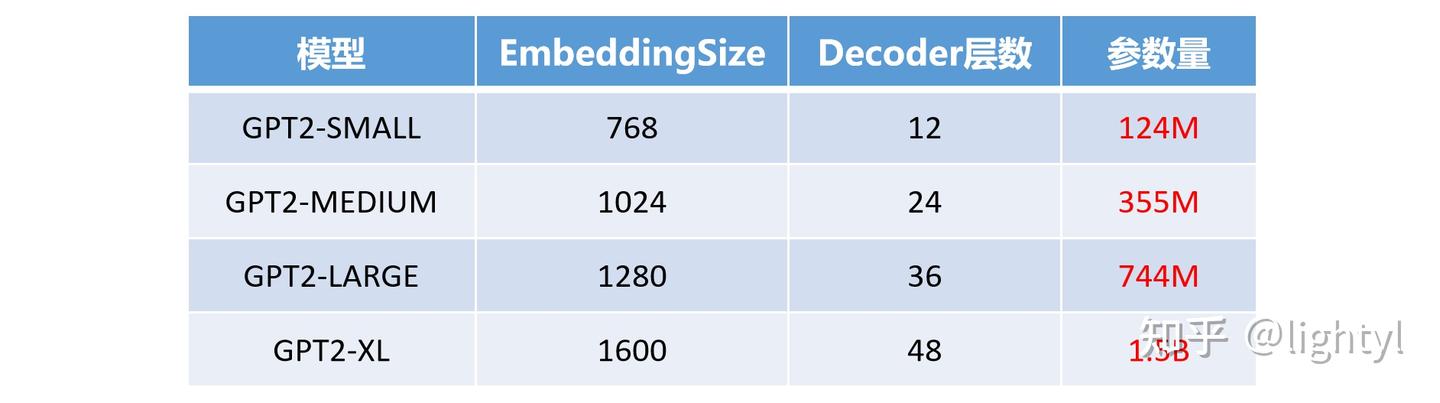 模型 EmbeddingSize Decoder层数 参数量
GPT2-SMALL 768 12 124M
GPT2-MEDIUM 1024 24 355M
GPT2-LARGE 1280 36 744M
GPT2-XL 1600 48 1.5B
知乎 @lightyl